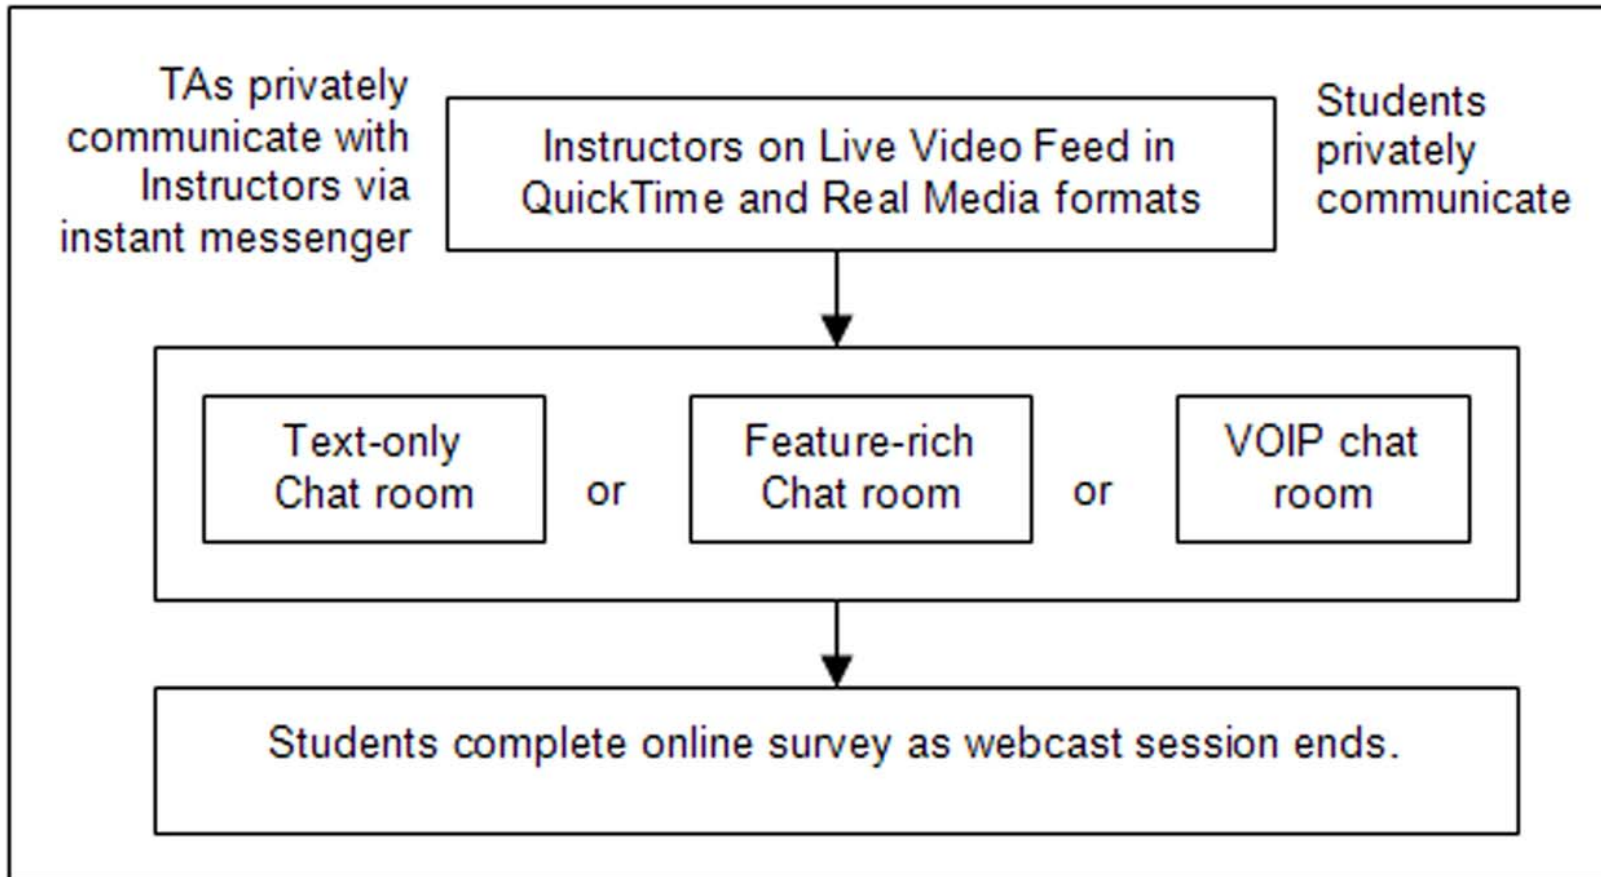 TAs privately
communicate with
Instructors via
instant messenger
Instructors on Live Video Feed in
QuickTime and Real Media formats
Students
privately
communicate
Text-only
Chat room
or
Feature-rich
Chat room
or
VOIP chat
room
Students complete online survey as webcast session ends.